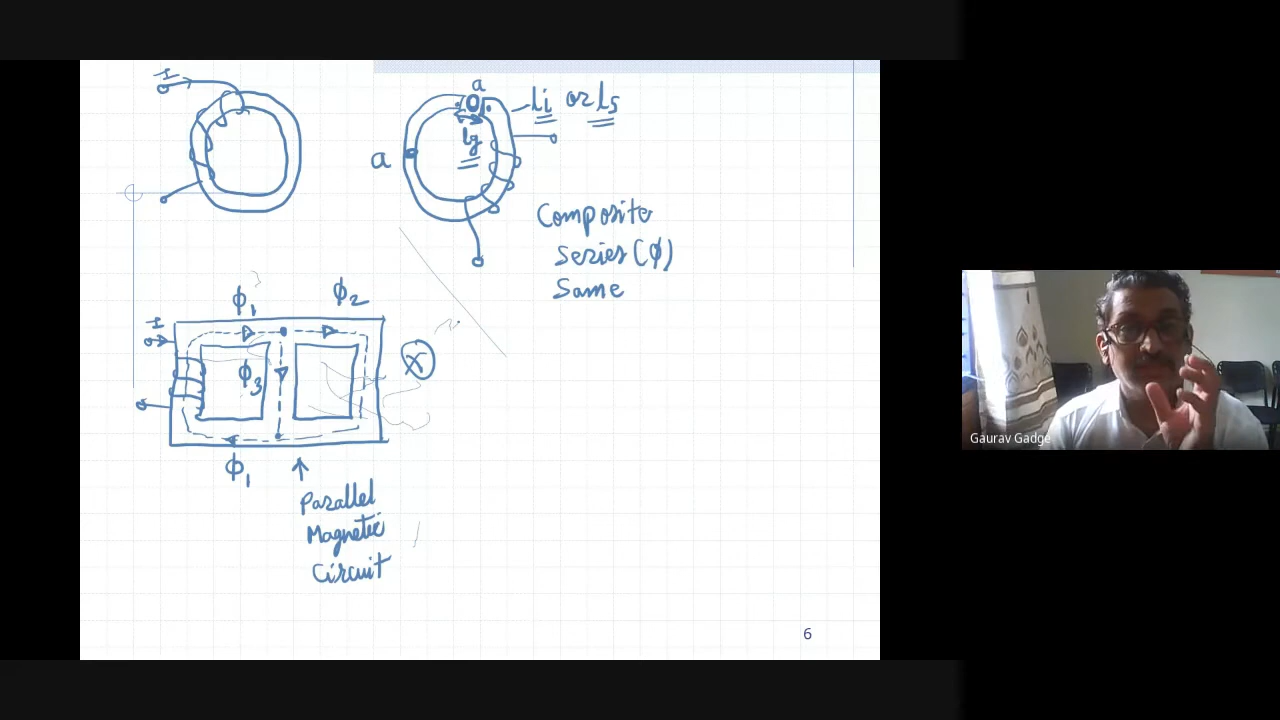 I
a
li or ls
lg
a
Composite
Series (ϕ)
Same
ϕ1 ϕ2
I
ϕ3
X
ϕ1
↑
Parallel
Magnetic
Circuit
6
Gaurav Gadge